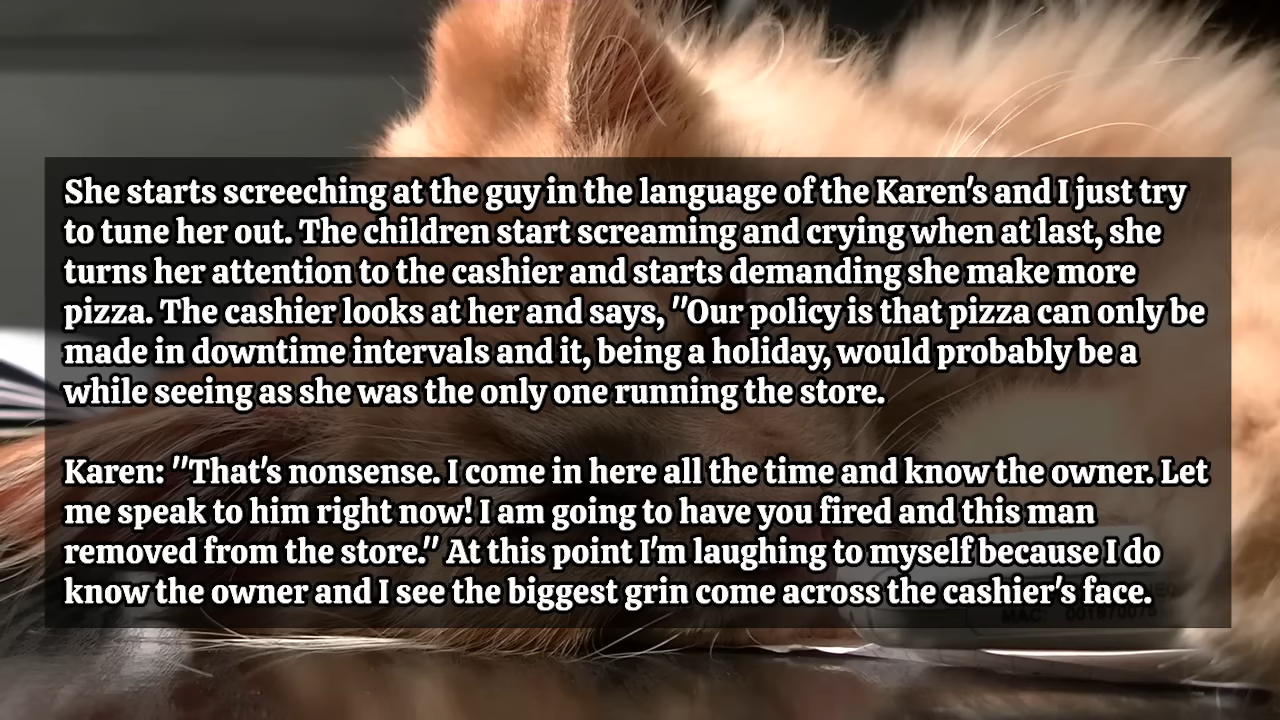 She starts screeching at the guy in the language of the Karen's and I just try
to tune her out. The children start screaming and crying when at last, she
turns her attention to the cashier and starts demanding she make more
pizza. The cashier looks at her and says, "Our policy is that pizza can only be
made in downtime intervals and it, being a holiday, would probably be a
while seeing as she was the only one running the store.
Karen: "That's nonsense. I come in here all the time and know the owner. Let
me speak to him right now! I am going to have you fired and this man
removed from the store." At this point I'm laughing to myself because I do
know the owner and I see the biggest grin come across the cashier's face.
MAC: